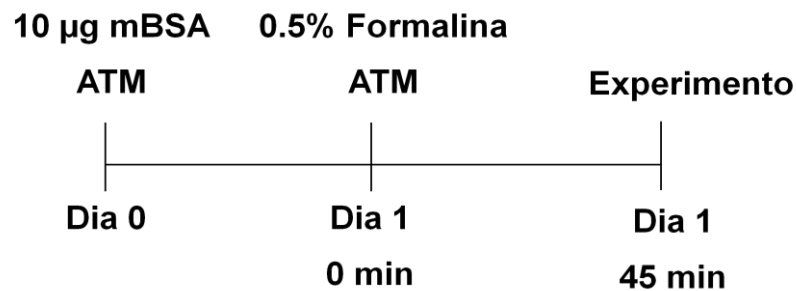 10 µg mBSA 0.5% Formalina
ATM ATM Experimento
Dia 0 Dia 1 Dia 1
0 min 45 min